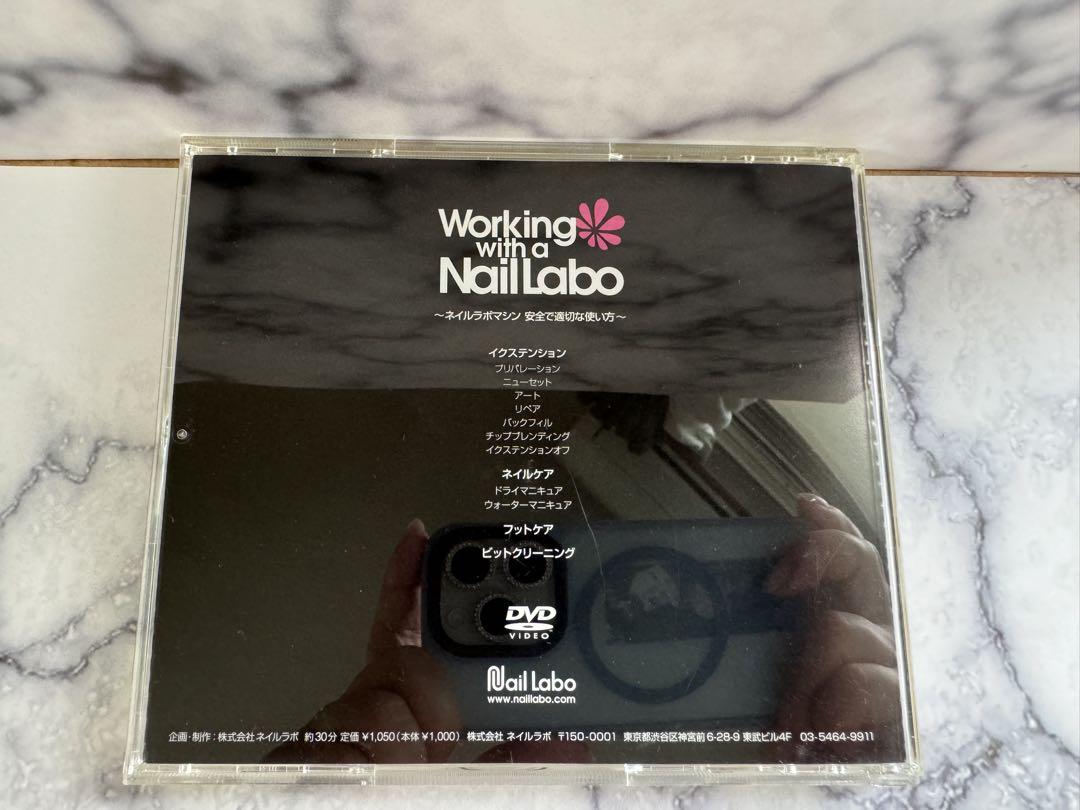 Working
with a
Nail Labo
～ネイルラボマシン 安全で適切な使い方～
イクステンション
プリパレーション
ニューセット
アート
リペア
バックフィル
チップブレンディング
イクステンションオフ
ネイルケア
ドライマニキュア
ウォーターマニキュア
フットケア
ビットクリーニング
DVD
VIDEO
Nail Labo
www.naillabo.com
企画・制作：株式会社ネイルラボ 約30分 定価 ¥1,050（本体 ¥1,000） 株式会社 ネイルラボ 〒150-0001 東京都渋谷区神宮前6-28-9 東武ビル4F 03-5464-9911